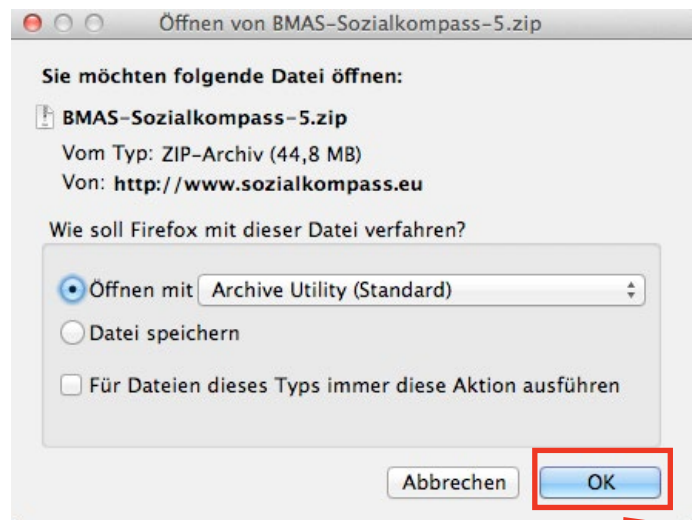 Öffnen von BMAS-Sozialkompass-5.zip
Sie möchten folgende Datei öffnen:
BMAS-Sozialkompass-5.zip
Vom Typ: ZIP-Archiv (44,8 MB)
Von: http://www.sozialkompass.eu
Wie soll Firefox mit dieser Datei verfahren?
Öffnen mit Archive Utility (Standard)
Datei speichern
Für Dateien dieses Typs immer diese Aktion ausführen
Abbrechen OK